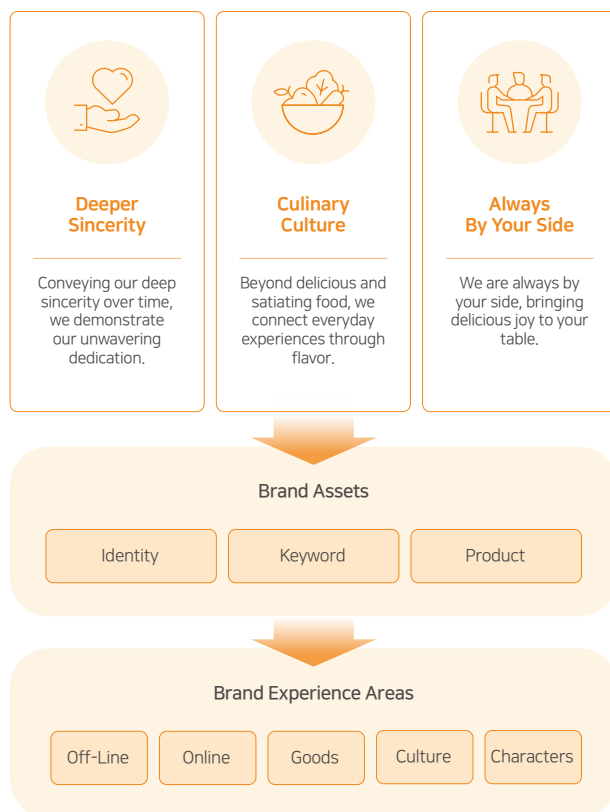 Deeper
Sincerity
Conveying our deep
sincerity over time,
we demonstrate
our unwavering
dedication.
Culinary
Culture
Beyond delicious and
satiating food, we
connect everyday
experiences through
flavor.
Always
By Your Side
We are always by
your side, bringing
delicious joy to your
table.
Brand Assets
Identity
Keyword
Product
Brand Experience Areas
Off-Line
Online
Goods
Culture
Characters